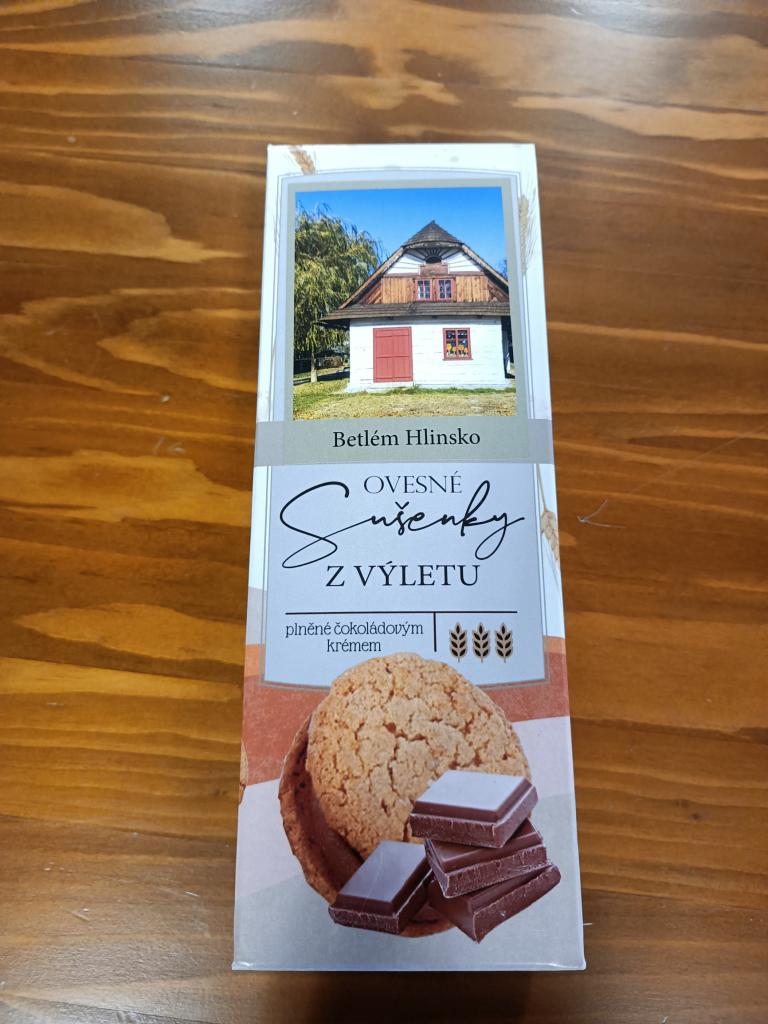 Betlém Hlinsko
OVESNÉ
Sušenky
Z VÝLETU
plněné čokoládovým
krémem